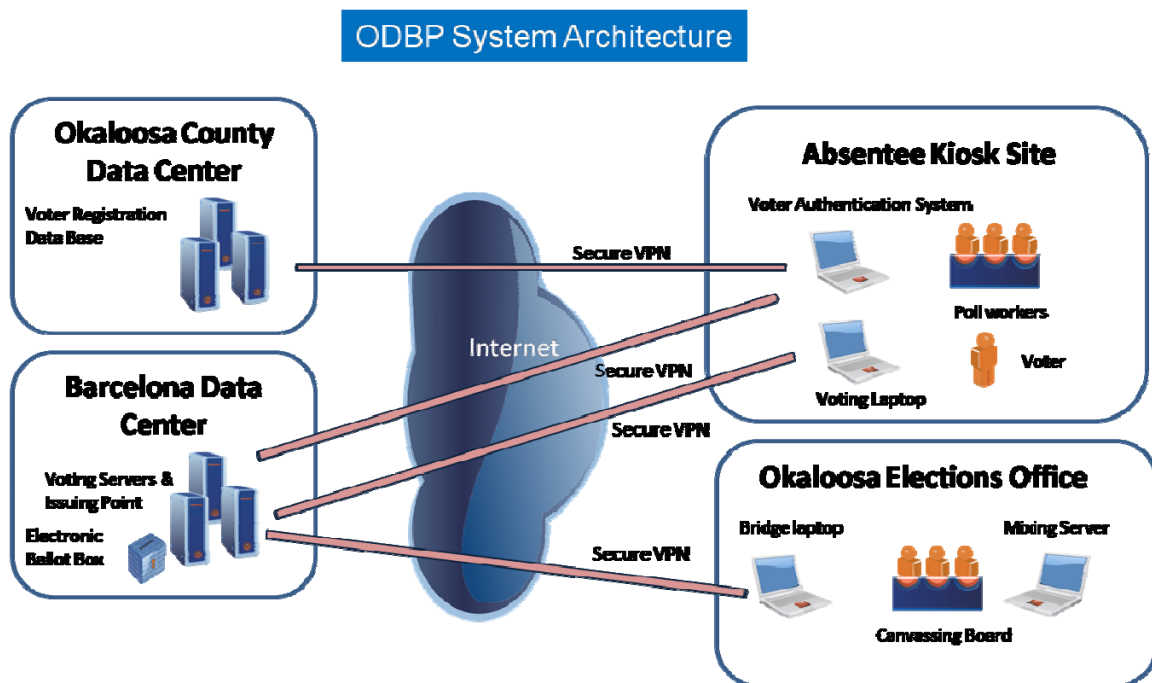 ODBP System Architecture
Okaloosa County
Data Center
Voter Registration
Data Base
Absentee Kiosk Site
Voter Authentication System
Secure VPN
Poll workers
Internet
Secure VPN
Voter
Voting Laptop
Secure VPN
Barcelona Data
Center
Voting Servers &
Issuing Point
Electronic
Ballot Box
Okaloosa Elections Office
Bridge laptop
Mixing Server
Secure VPN
Canvassing Board